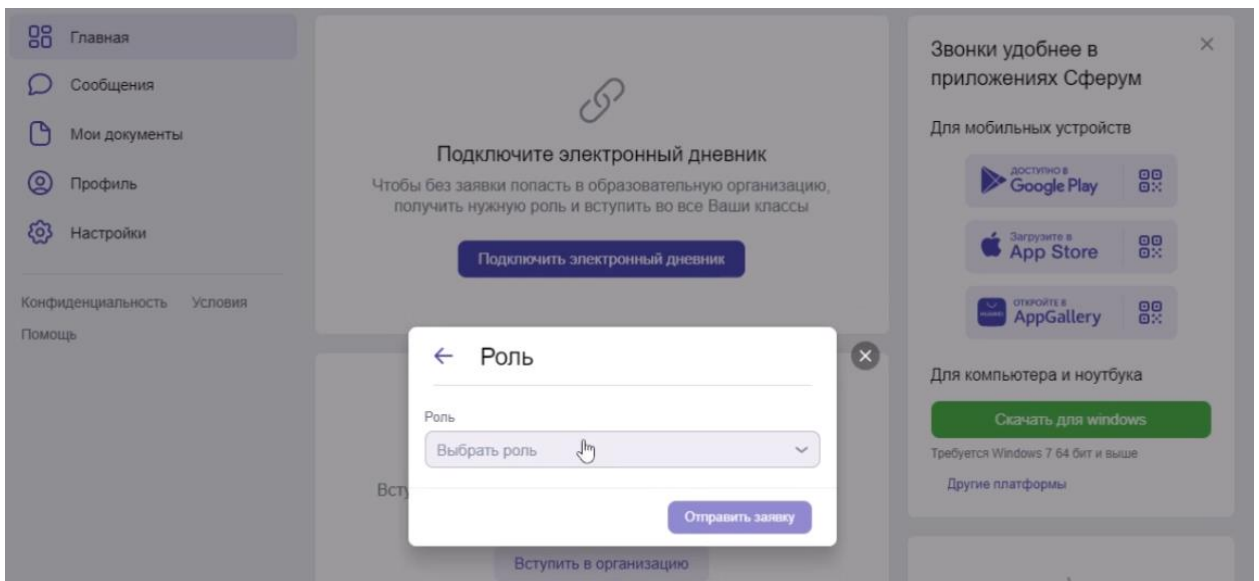 Главная
Сообщения
Мои документы
Профиль
Настройки
Конфиденциальность Условия
Помощь
Подключите электронный дневник
Чтобы без заявки попасть в образовательную организацию,
получить нужную роль и вступить во все Ваши классы
Подключить электронный дневник
Роль
Роль
Выбрать роль
Отправить заявку
Вступить в организацию
Звонки удобнее в
приложениях Сферум
Для мобильных устройств
ДОСТУПНО В
Google Play
Загрузите в
App Store
ОТКРОЙТЕ В
AppGallery
Для компьютера и ноутбука
Скачать для windows
Требуется Windows 7 64 бит и выше
Другие платформы